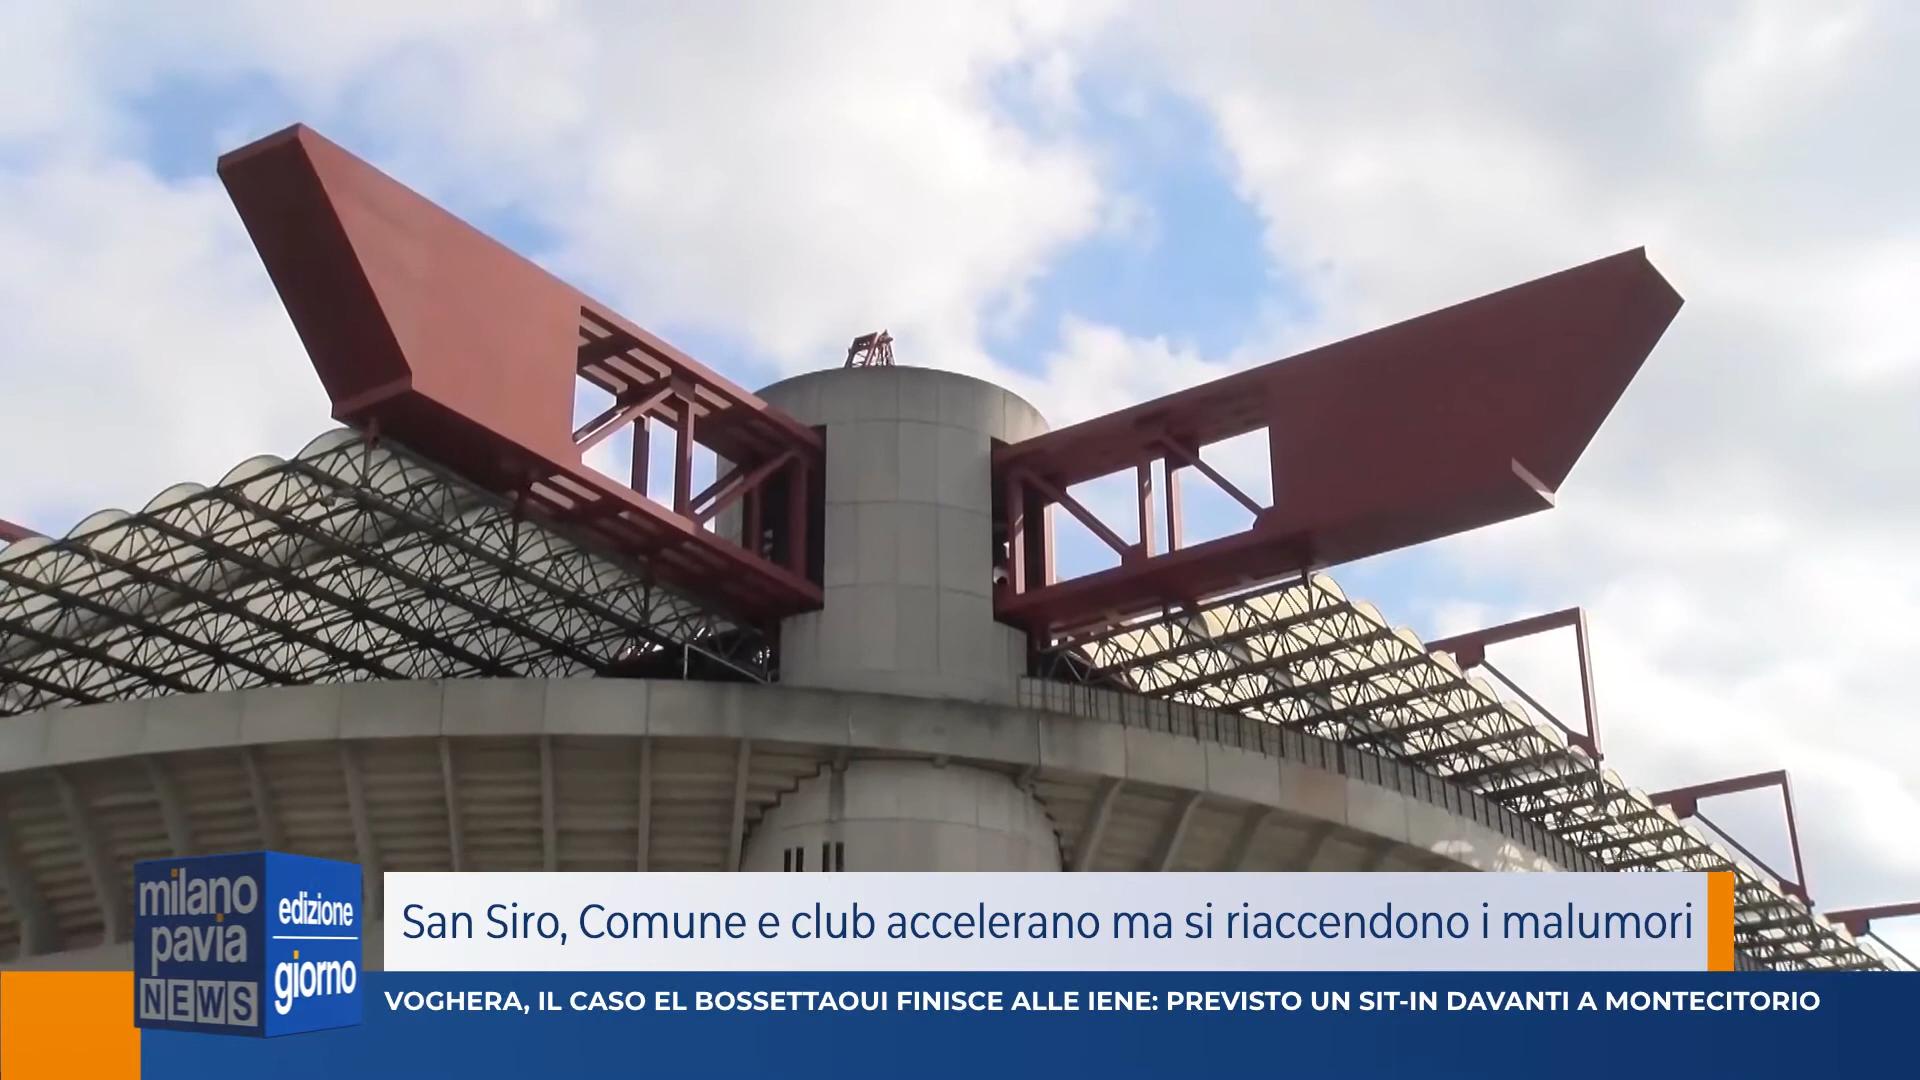 San Siro, Comune e club accelerano ma si riaccendono i malumori
milano
pavia
NEWS
edizione
giorno
VOGHERA, IL CASO EL BOSSETTAOUI FINISCE ALLE IENE: PREVISTO UN SIT-IN DAVANTI A MONTECITORIO